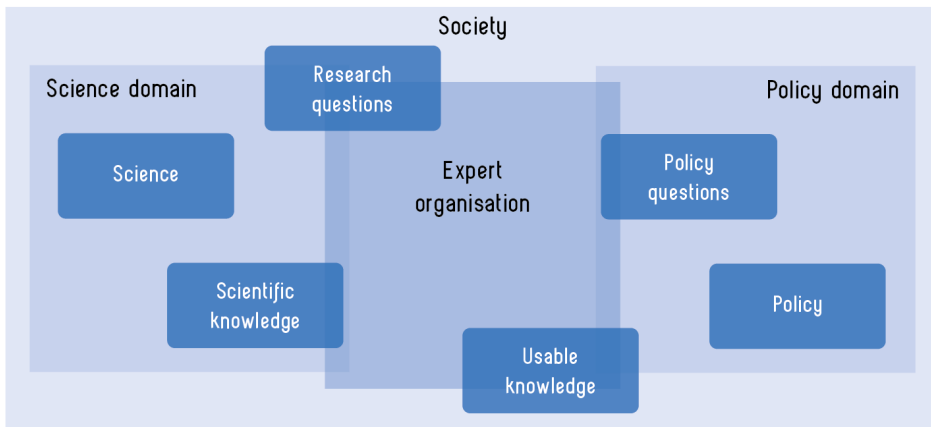 Society
Science domain
Research
questions
Policy domain
Science
Expert
organisation
Policy
questions
Scientific
knowledge
Policy
Usable
knowledge